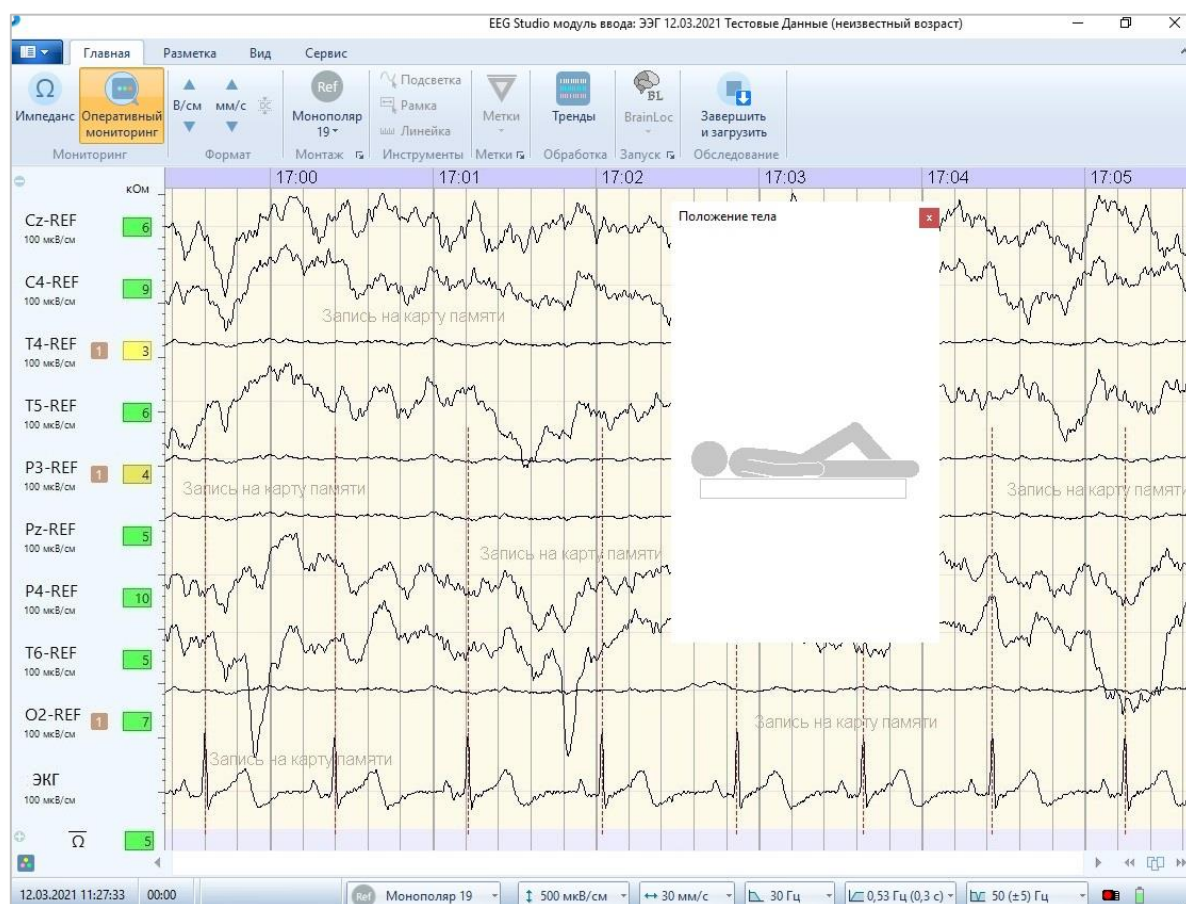 EEG Studio модуль ввода: ЭЭГ 12.03.2021 Тестовые Данные (неизвестный возраст)
Главная Разметка Вид Сервис
Импеданс
Оперативный
мониторинг
Мониторинг
В/см мм/с
Формат
Ref
Монополяр
19
Монтаж
Подсветка
Рамка
Линейка
Инструменты
Метки
Метки
Тренды
Обработка
BL
BrainLoc
Запуск
Завершить
и загрузить
Обследование
кОм 17:00 17:01 17:02 17:03 17:04 17:05
Положение тела x
Cz-REF 6
100 мкВ/см
C4-REF 9
100 мкВ/см
Запись на карту памяти
T4-REF 1 3
100 мкВ/см
T5-REF 6
100 мкВ/см
P3-REF 1 4
100 мкВ/см
Запись на карту памяти Запись на карту памят
Pz-REF 5
100 мкВ/см
Запись на карту памяти
P4-REF 10
100 мкВ/см
T6-REF 5
100 мкВ/см
O2-REF 1 7
100 мкВ/см
Запись на карту памяти
Запись на карту памяти
ЭКГ
100 мкВ/см
Ω 5
12.03.2021 11:27:33 00:00 Ref Монополяр 19 500 мкВ/см 30 мм/с 30 Гц 0,53 Гц (0,3 с) 50 (±5) Гц